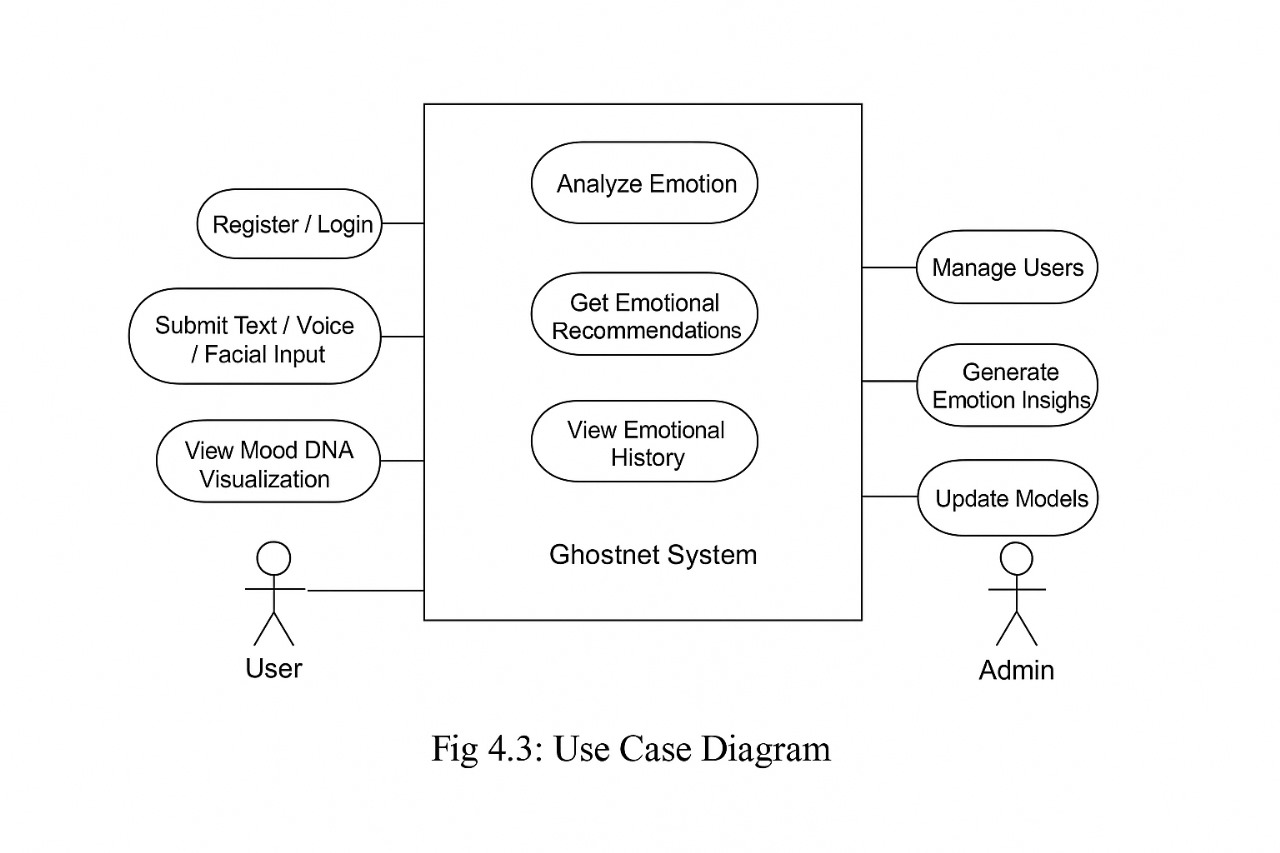 Analyze Emotion
Register / Login
Manage Users
Get Emotional
Recommendations
Submit Text / Voice
/ Facial Input
Generate
Emotion Insighs
View Emotional
History
View Mood DNA
Visualization
Update Models
Ghostnet System
User
Admin
Fig 4.3: Use Case Diagram